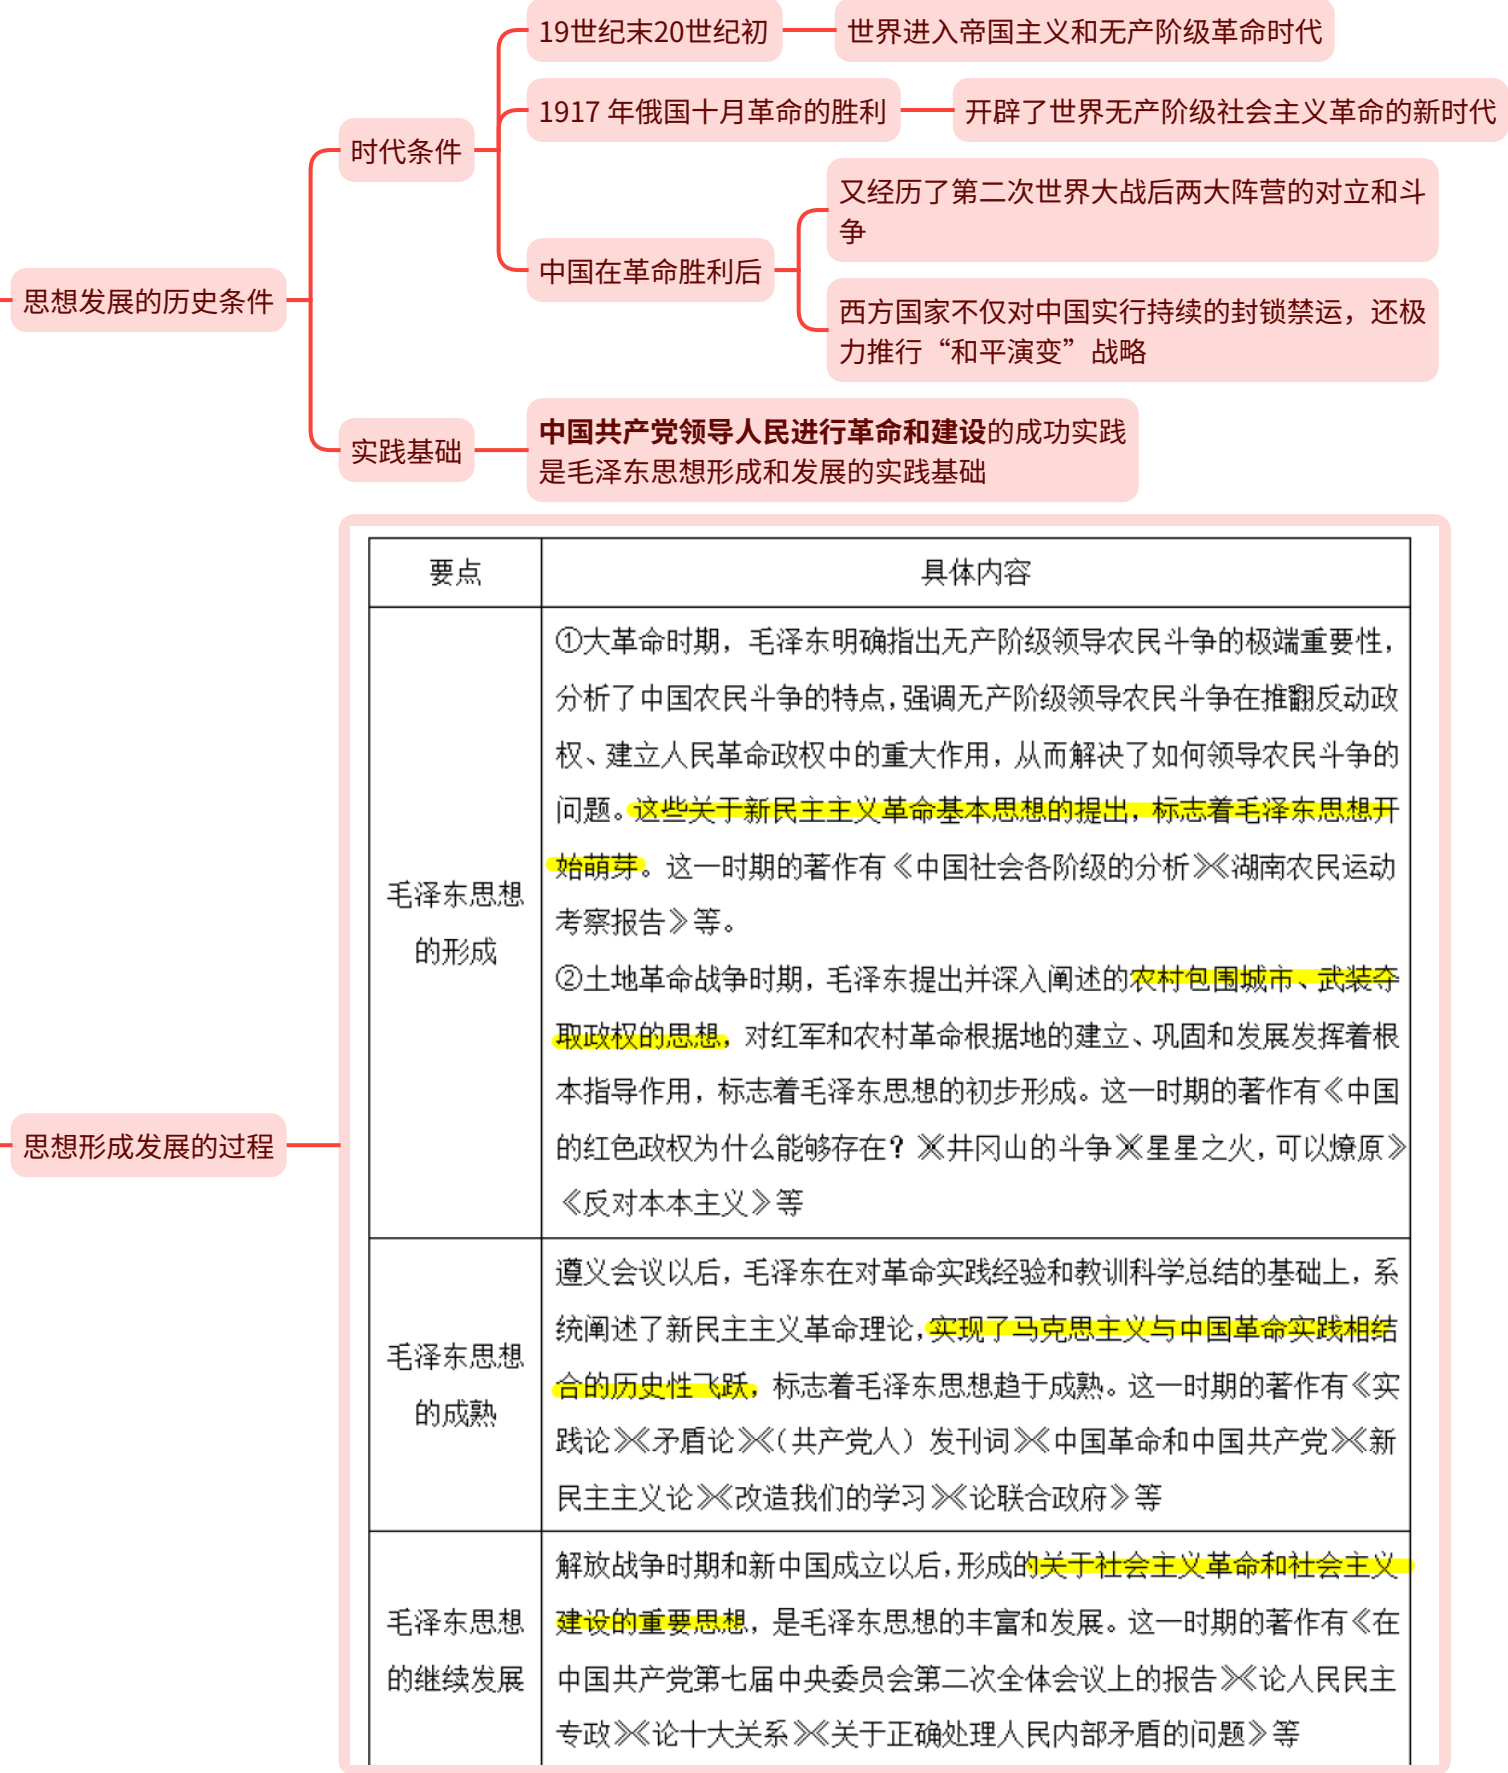 19世纪末20世纪初
世界进入帝国主义和无产阶级革命时代
1917 年俄国十月革命的胜利
开辟了世界无产阶级社会主义革命的新时代
时代条件
又经历了第二次世界大战后两大阵营的对立和斗
争
中国在革命胜利后
西方国家不仅对中国实行持续的封锁禁运，还极
力推行“和平演变”战略
思想发展的历史条件
实践基础
中国共产党领导人民进行革命和建设的成功实践
是毛泽东思想形成和发展的实践基础
思想形成发展的过程
要点
具体内容
毛泽东思想
的形成
①大革命时期，毛泽东明确指出无产阶级领导农民斗争的极端重要性，
分析了中国农民斗争的特点，强调无产阶级领导农民斗争在推翻反动政
权、建立人民革命政权中的重大作用，从而解决了如何领导农民斗争的
问题。这些关于新民主主义革命基本思想的提出，标志着毛泽东思想开
始萌芽。这一时期的著作有《中国社会各阶级的分析》《湖南农民运动
考察报告》等。
②土地革命战争时期，毛泽东提出并深入阐述的农村包围城市、武装夺
取政权的思想，对红军和农村革命根据地的建立、巩固和发展发挥着根
本指导作用，标志着毛泽东思想的初步形成。这一时期的著作有《中国
的红色政权为什么能够存在？》《井冈山的斗争》《星星之火，可以燎原》
《反对本本主义》等
毛泽东思想
的成熟
遵义会议以后，毛泽东在对革命实践经验和教训科学总结的基础上，系
统阐述了新民主主义革命理论，实现了马克思主义与中国革命实践相结
合的历史性飞跃，标志着毛泽东思想趋于成熟。这一时期的著作有《实
践论》《矛盾论》《（共产党人）发刊词》《中国革命和中国共产党》《新
民主主义论》《改造我们的学习》《论联合政府》等
毛泽东思想
的继续发展
解放战争时期和新中国成立以后，形成的关于社会主义革命和社会主义
建设的重要思想，是毛泽东思想的丰富和发展。这一时期的著作有《在
中国共产党第七届中央委员会第二次全体会议上的报告》《论人民民主
专政》《论十大关系》《关于正确处理人民内部矛盾的问题》等